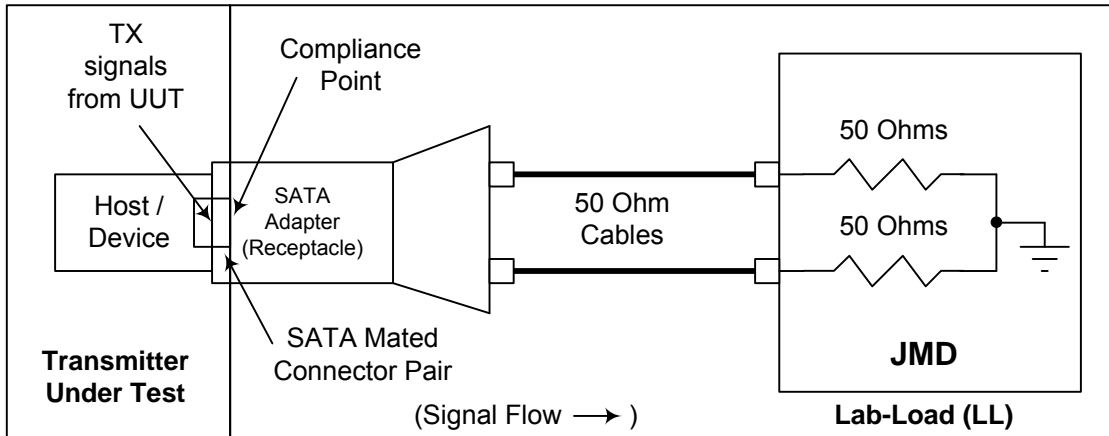 TX
signals
from UUT
Compliance
Point
Host /
Device
SATA
Adapter
(Receptacle)
50 Ohm
Cables
50 Ohms
50 Ohms
JMD
SATA Mated
Connector Pair
Transmitter
Under Test
(Signal Flow → )
Lab-Load (LL)